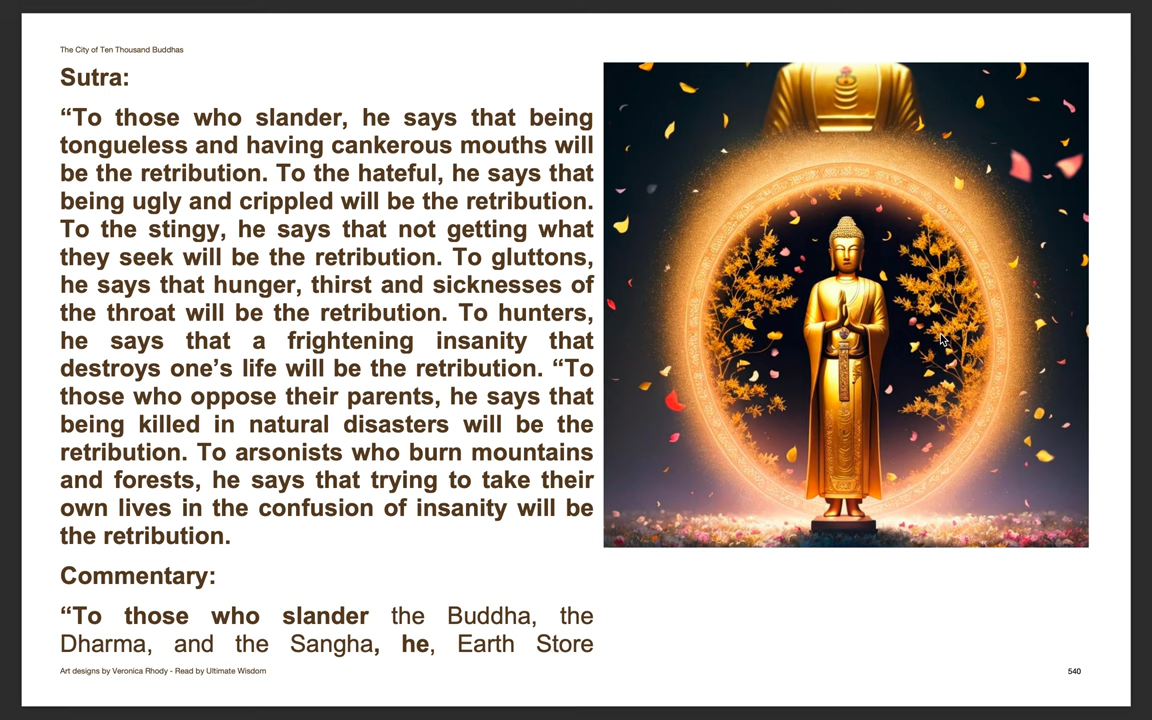 The City of Ten Thousand Buddhas
Sutra:
“To those who slander, he says that being
tongueless and having cankerous mouths will
be the retribution. To the hateful, he says that
being ugly and crippled will be the retribution.
To the stingy, he says that not getting what
they seek will be the retribution. To gluttons,
he says that hunger, thirst and sicknesses of
the throat will be the retribution. To hunters,
he says that a frightening insanity that
destroys one’s life will be the retribution. “To
those who oppose their parents, he says that
being killed in natural disasters will be the
retribution. To arsonists who burn mountains
and forests, he says that trying to take their
own lives in the confusion of insanity will be
the retribution.
Commentary:
“To those who slander the Buddha, the
Dharma, and the Sangha, he, Earth Store
Art designs by Veronica Rhody - Read by Ultimate Wisdom
540